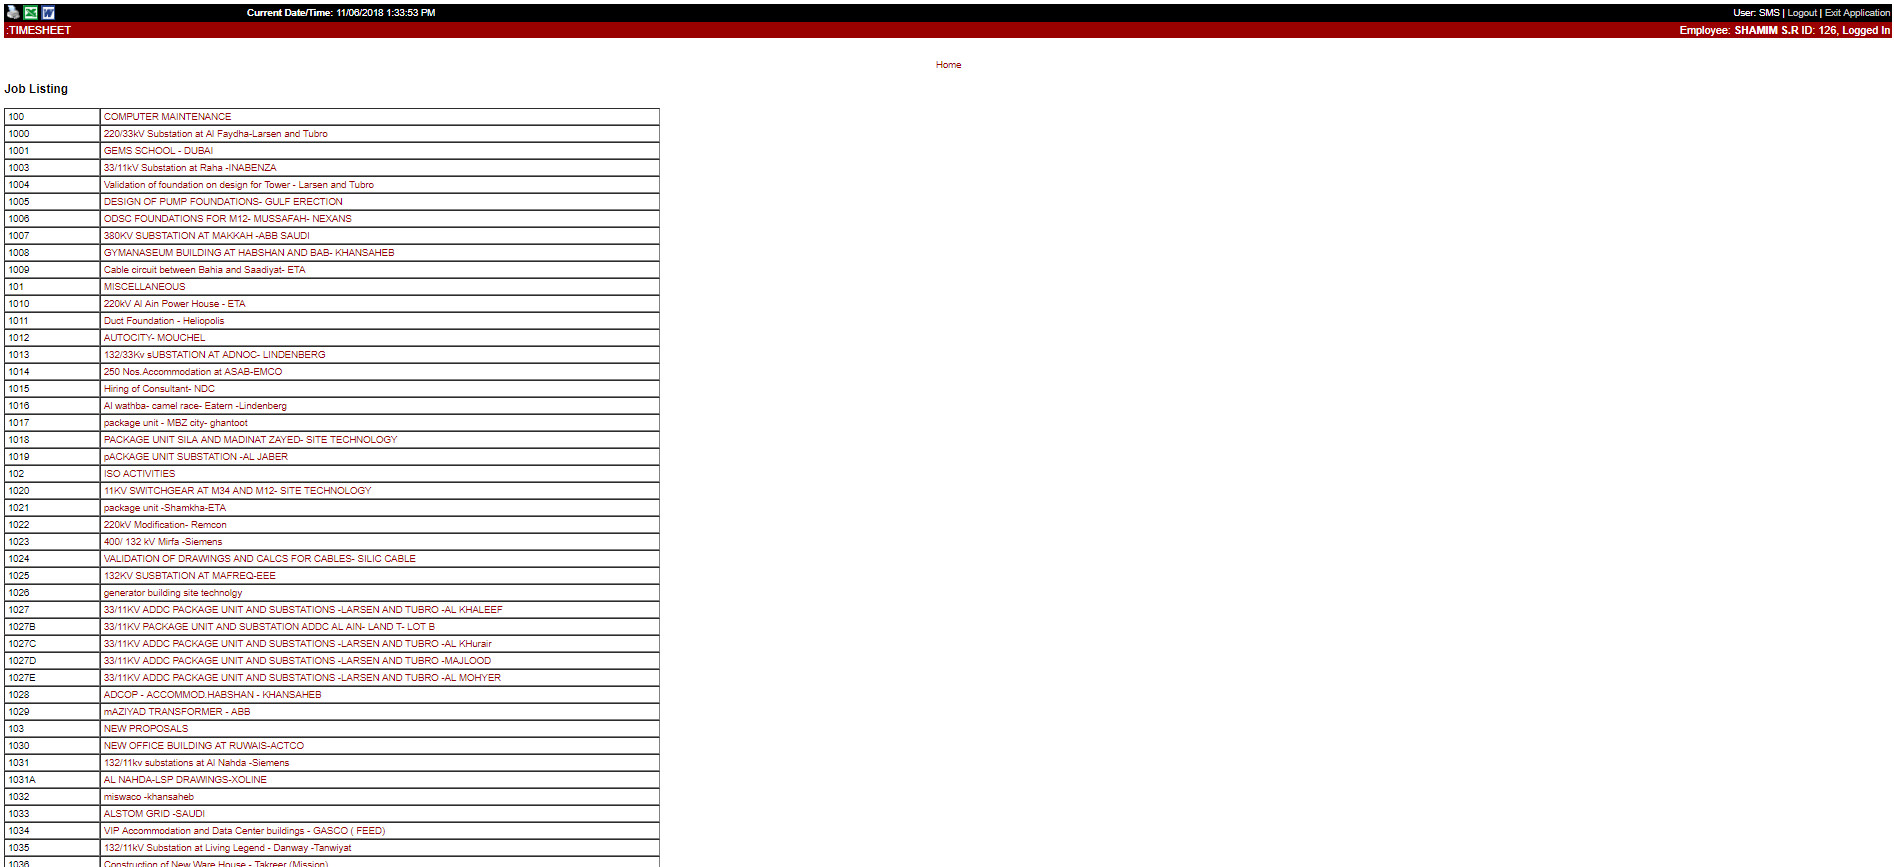 Current Date/Time: 11/06/2018 1:33:53 PM
User: SMS | Logout | Exit Application
:TIMESHEET
Employee: SHAMIM S.R ID: 126, Logged In
Home
Job Listing
100 COMPUTER MAINTENANCE
1000 220/33kV Substation at Al Faydha-Larsen and Tubro
1001 GEMS SCHOOL - DUBAI
1003 33/11kV Substation at Raha -INABENZA
1004 Validation of foundation on design for Tower - Larsen and Tubro
1005 DESIGN OF PUMP FOUNDATIONS- GULF ERECTION
1006 ODSC FOUNDATIONS FOR M12- MUSSAFAH- NEXANS
1007 380KV SUBSTATION AT MAKKAH -ABB SAUDI
1008 GYMANASEUM BUILDING AT HABSHAN AND BAB- KHANSAHEB
1009 Cable circuit between Bahia and Saadiyat- ETA
101 MISCELLANEOUS
1010 220kV Al Ain Power House - ETA
1011 Duct Foundation - Heliopolis
1012 AUTOCITY- MOUCHEL
1013 132/33Kv sUBSTATION AT ADNOC- LINDENBERG
1014 250 Nos.Accommodation at ASAB-EMCO
1015 Hiring of Consultant- NDC
1016 Al wathba- camel race- Eatern -Lindenberg
1017 package unit - MBZ city- ghantoot
1018 PACKAGE UNIT SILA AND MADINAT ZAYED- SITE TECHNOLOGY
1019 pACKAGE UNIT SUBSTATION -AL JABER
102 ISO ACTIVITIES
1020 11KV SWITCHGEAR AT M34 AND M12- SITE TECHNOLOGY
1021 package unit -Shamkha-ETA
1022 220kV Modification- Remcon
1023 400/ 132 kV Mirfa -Siemens
1024 VALIDATION OF DRAWINGS AND CALCS FOR CABLES- SILIC CABLE
1025 132KV SUSBTATION AT MAFREQ-EEE
1026 generator building site technolgy
1027 33/11KV ADDC PACKAGE UNIT AND SUBSTATIONS -LARSEN AND TUBRO -AL KHALEEF
1027B 33/11KV PACKAGE UNIT AND SUBSTATION ADDC AL AIN- LAND T- LOT B
1027C 33/11KV ADDC PACKAGE UNIT AND SUBSTATIONS -LARSEN AND TUBRO -AL KHurair
1027D 33/11KV ADDC PACKAGE UNIT AND SUBSTATIONS -LARSEN AND TUBRO -MAJLOOD
1027E 33/11KV ADDC PACKAGE UNIT AND SUBSTATIONS -LARSEN AND TUBRO -AL MOHYER
1028 ADCOP - ACCOMMOD.HABSHAN - KHANSAHEB
1029 mAZIYAD TRANSFORMER - ABB
103 NEW PROPOSALS
1030 NEW OFFICE BUILDING AT RUWAIS-ACTCO
1031 132/11kv substations at Al Nahda -Siemens
1031A AL NAHDA-LSP DRAWINGS-XOLINE
1032 miswaco -khansaheb
1033 ALSTOM GRID -SAUDI
1034 VIP Accommodation and Data Center buildings - GASCO ( FEED)
1035 132/11kV Substation at Living Legend - Danway -Tanwiyat
1036 Construction of New Ware House - Takreer (Mission)